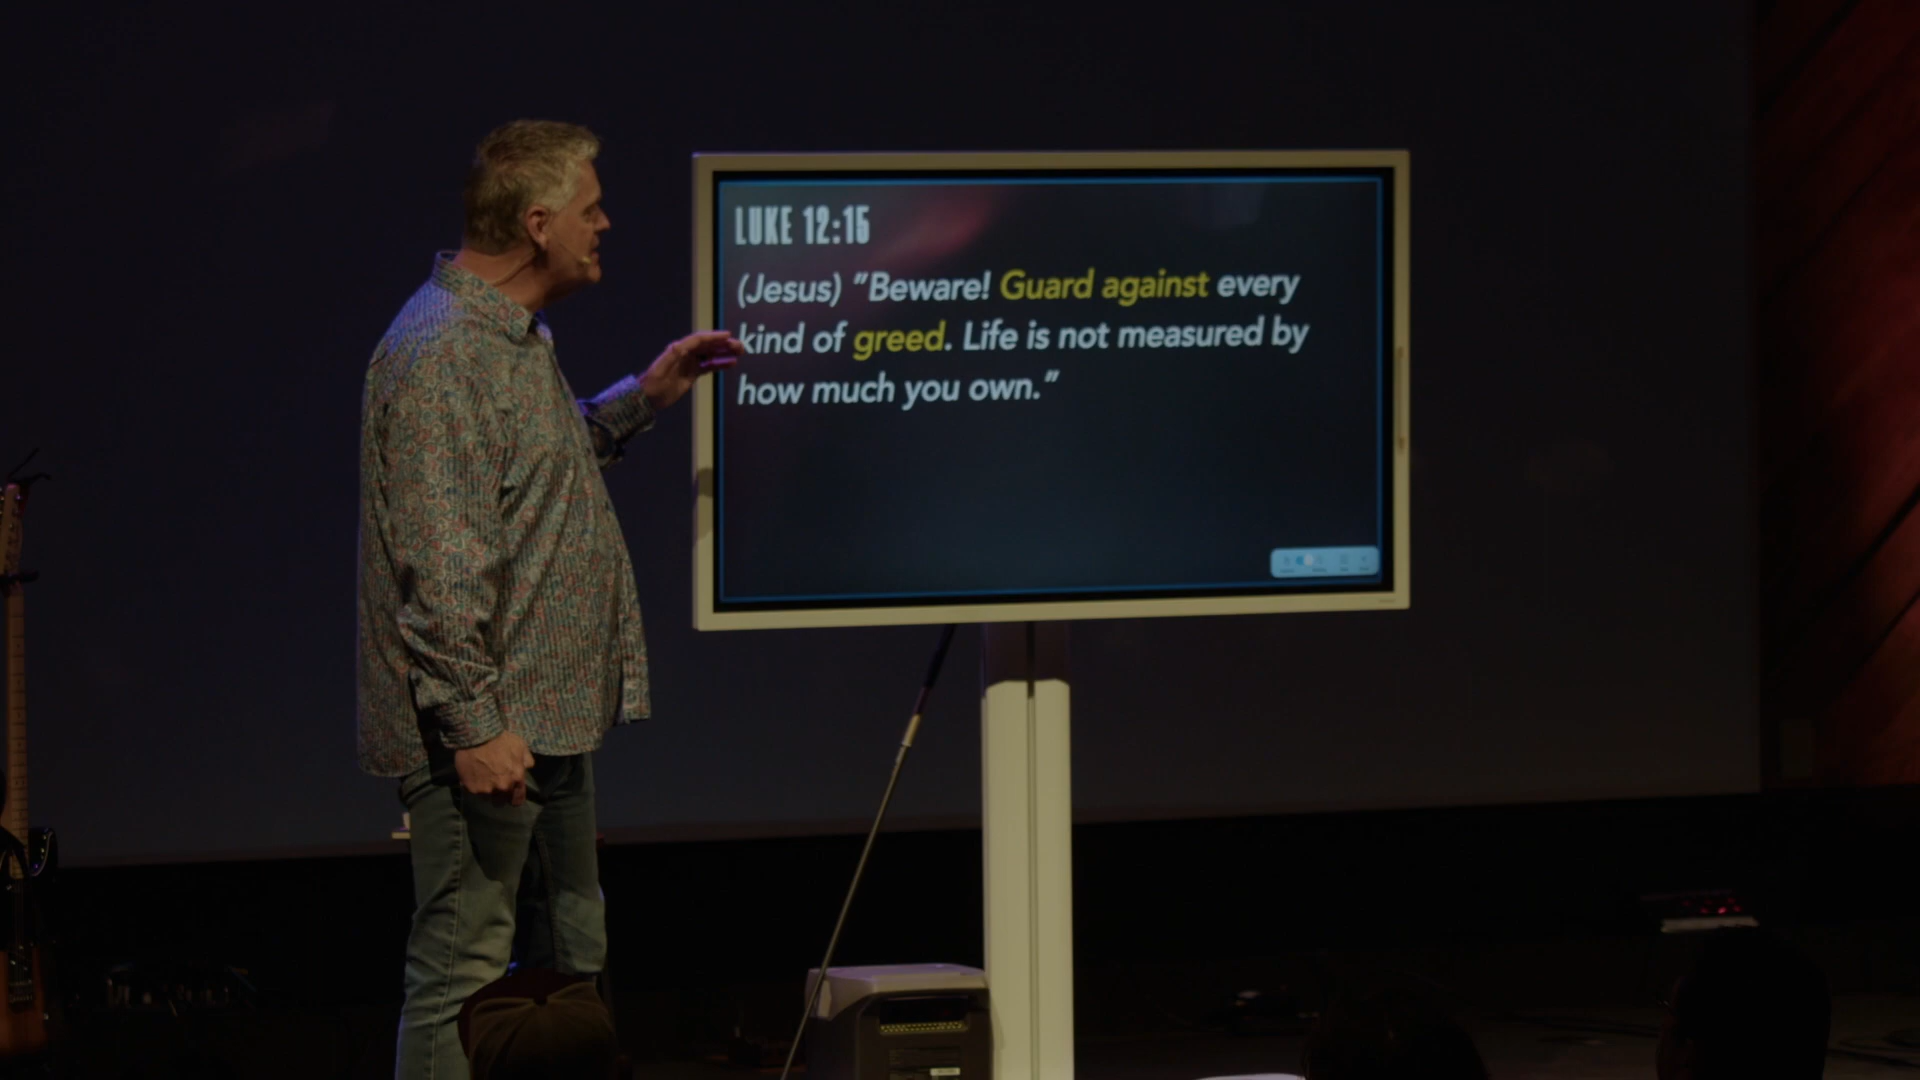 LUKE 12:15
(Jesus) "Beware! Guard against every
kind of greed. Life is not measured by
how much you own."